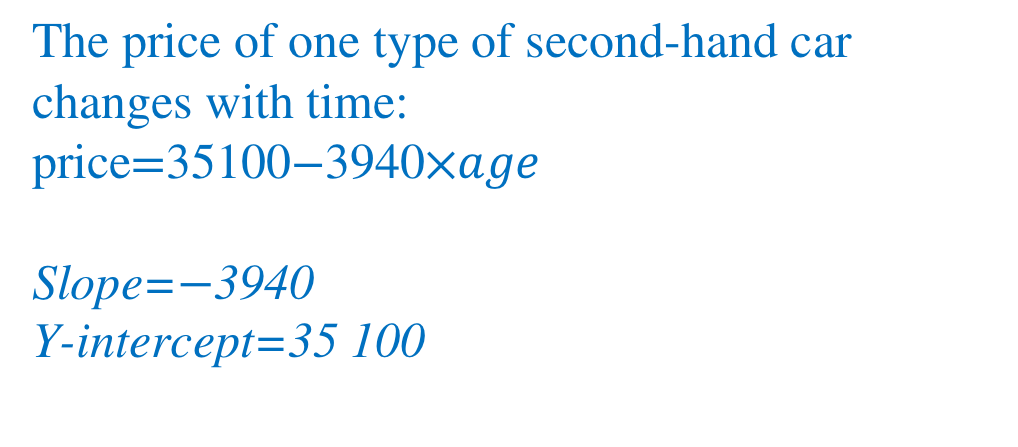 The price of one type of second-hand car
changes with time:
price=35100−3940×age
Slope=−3940
Y-intercept=35 100